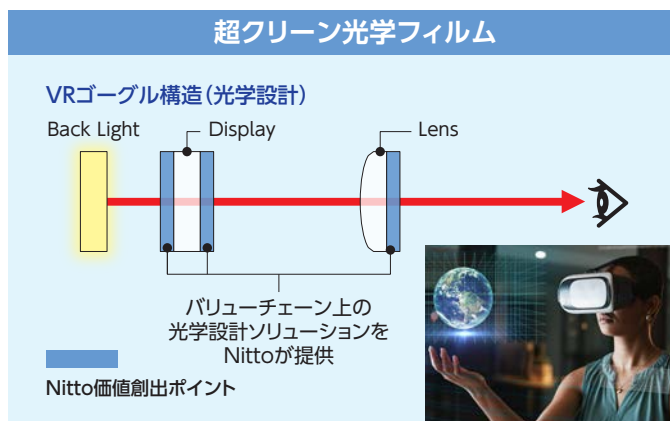 超クリーン光学フィルム
VRゴーグル構造（光学設計）
Back Light
Display
Lens
バリューチェーン上の
光学設計ソリューションを
Nittoが提供
Nitto価値創出ポイント